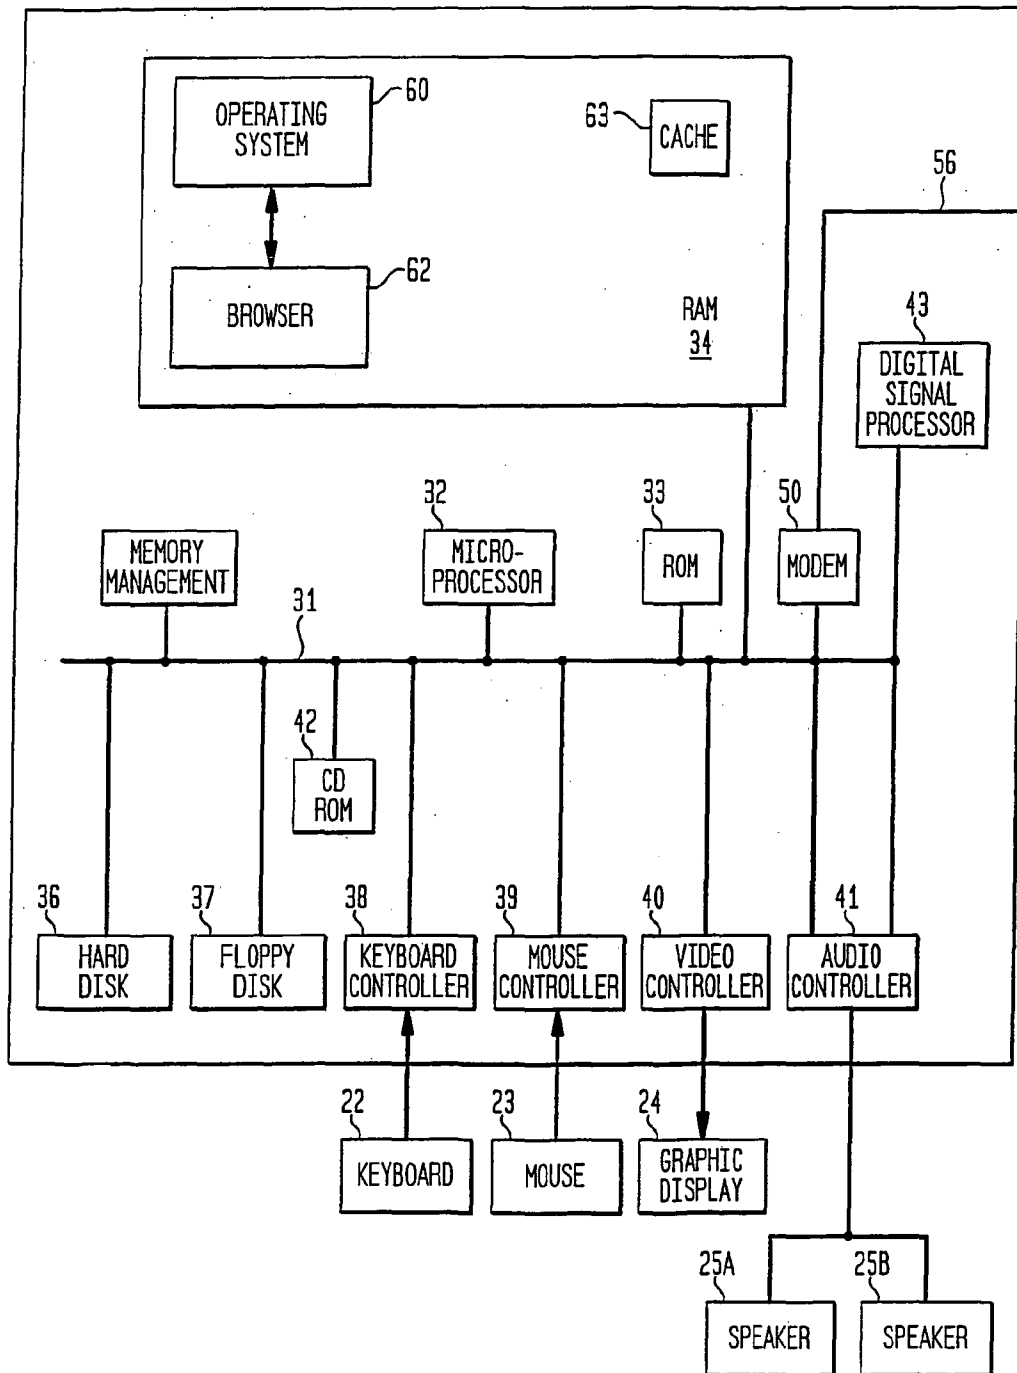 60
OPERATING
SYSTEM
63
CACHE
56
62
BROWSER
RAM
34
43
DIGITAL
SIGNAL
PROCESSOR
32
33
50
MEMORY
MANAGEMENT
MICRO-
PROCESSOR
ROM
MODEM
31
42
CD
ROM
36
37
38
39
40
41
HARD
DISK
FLOPPY
DISK
KEYBOARD
CONTROLLER
MOUSE
CONTROLLER
VIDEO
CONTROLLER
AUDIO
CONTROLLER
22
23
24
KEYBOARD
MOUSE
GRAPHIC
DISPLAY
25A
25B
SPEAKER
SPEAKER